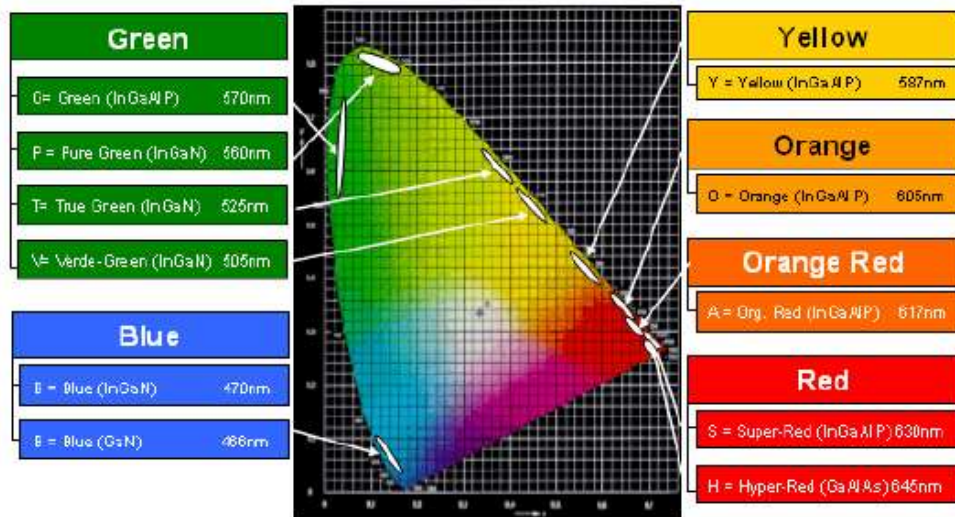 Green
G= Green (InGaAlP) 570nm
P = Pure Green (InGaN) 560nm
T= True Green (InGaN) 525nm
V= Verde-Green (InGaN) 505nm
Blue
B = Blue (InGaN) 470nm
B = Blue (GaN) 466nm
Yellow
Y = Yellow (InGaAlP) 587nm
Orange
O = Orange (InGaAlP) 605nm
Orange Red
A = Org. Red (InGaAlP) 617nm
Red
S = Super-Red (InGaAlP) 630nm
H = Hyper-Red (GaAlAs) 645nm